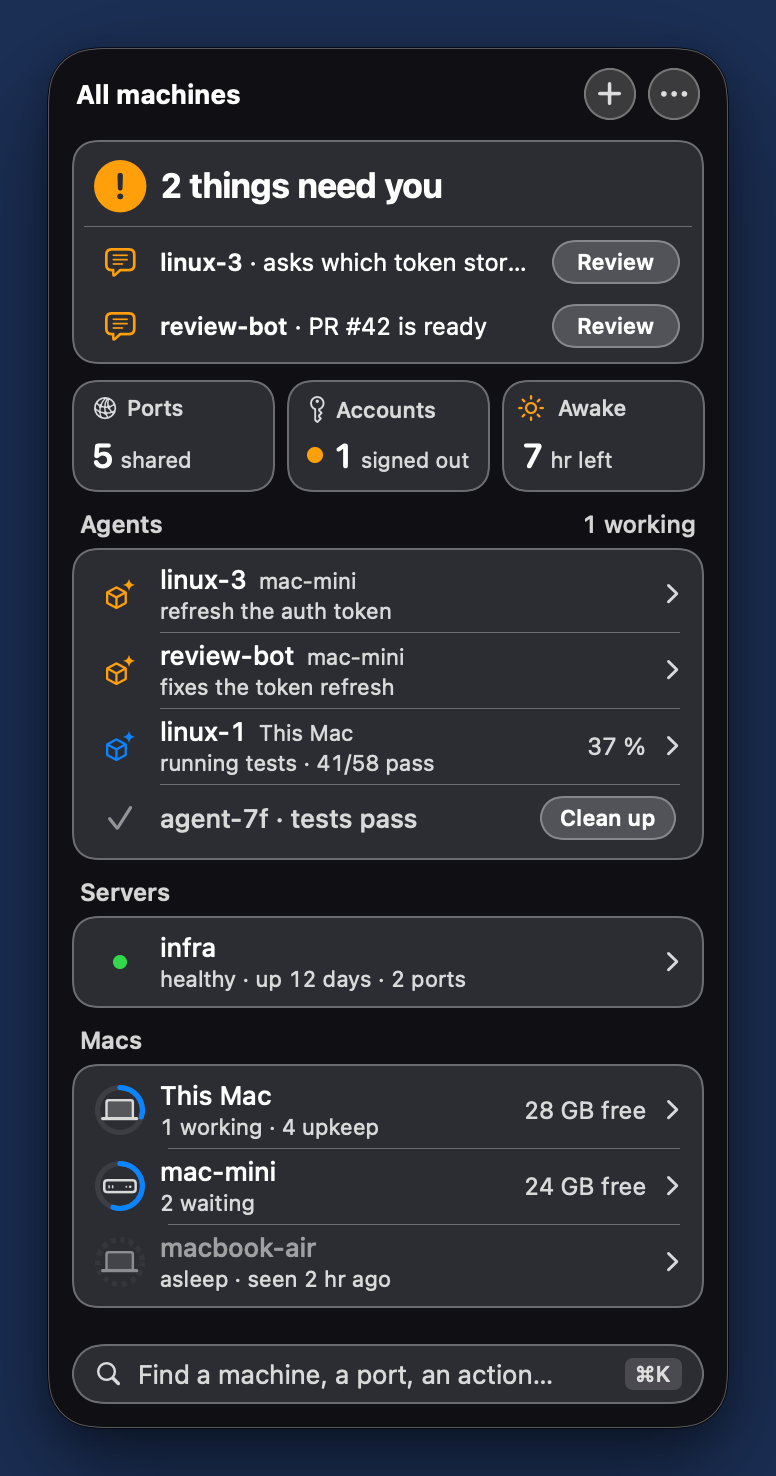 All machines
2 things need you
linux-3 · asks which token stor...
Review
review-bot · PR #42 is ready
Review
Ports
5 shared
Accounts
1 signed out
Awake
7 hr left
Agents
1 working
linux-3 mac-mini
refresh the auth token
review-bot mac-mini
fixes the token refresh
linux-1 This Mac
running tests · 41/58 pass
37 %
agent-7f · tests pass
Clean up
Servers
infra
healthy · up 12 days · 2 ports
Macs
This Mac
1 working · 4 upkeep
28 GB free
mac-mini
2 waiting
24 GB free
macbook-air
asleep · seen 2 hr ago
Find a machine, a port, an action...
⌘K